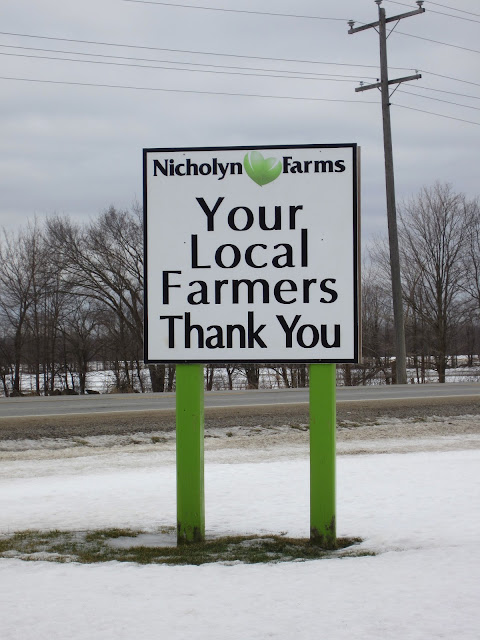 Nicholyn Farms
Your
Local
Farmers
Thank You